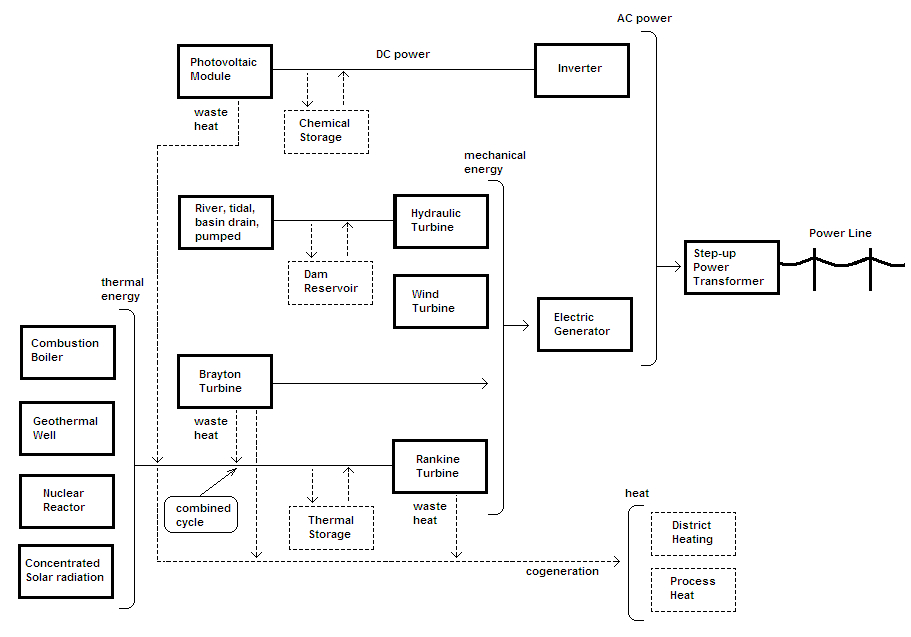 AC power
DC power
Photovoltaic
Module
Inverter
waste
heat
Chemical
Storage
mechanical
energy
River, tidal,
basin drain,
pumped
Hydraulic
Turbine
Power Line
Step-up
Power
Transformer
Dam
Reservoir
thermal
energy
Wind
Turbine
Electric
Generator
Combustion
Boiler
Brayton
Turbine
waste
heat
Geothermal
Well
Rankine
Turbine
Nuclear
Reactor
combined
cycle
Thermal
Storage
waste
heat
heat
District
Heating
Concentrated
Solar radiation
cogeneration
Process
Heat